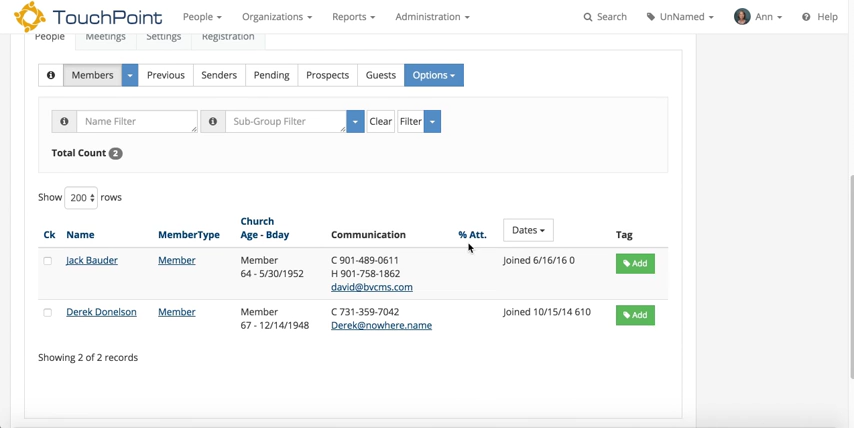 TouchPoint People Organizations Reports Administration Search UnNamed Ann Help
People Meetings Settings Registration
Members Previous Senders Pending Prospects Guests Options
Name Filter Sub-Group Filter Clear Filter
Total Count 2
Show 200 rows
Church
Ck Name MemberType Age - Bday Communication % Att. Dates Tag
Jack Bauder Member Member C 901-489-0611 Joined 6/16/16 0 Add
64 - 5/30/1952 H 901-758-1862
david@bvcms.com
Derek Donelson Member Member C 731-359-7042 Joined 10/15/14 610 Add
67 - 12/14/1948 Derek@nowhere.name
Showing 2 of 2 records